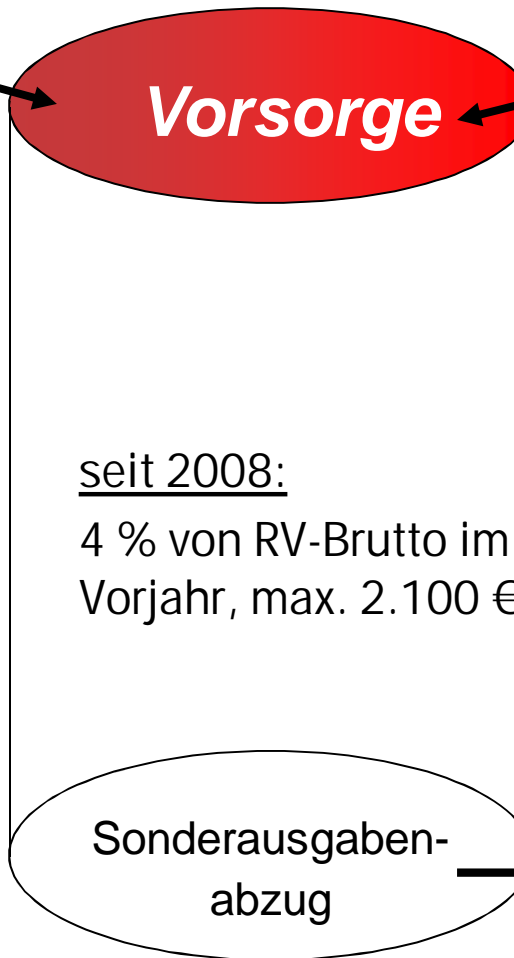 Vorsorge
seit 2008:
4 % von RV-Brutto im
Vorjahr, max. 2.100 €
Sonderausgaben-
abzug